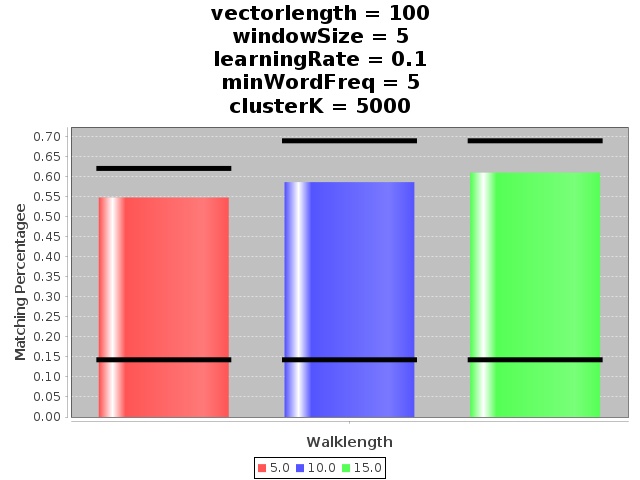 vectorlength = 100
windowSize = 5
learningRate = 0.1
minWordFreq = 5
clusterK = 5000
0.70
0.65
0.60
0.55
0.50
0.45
0.40
0.35
0.30
0.25
0.20
0.15
0.10
0.05
0.00
Matching Percentagee
Walklength
5.0 10.0 15.0